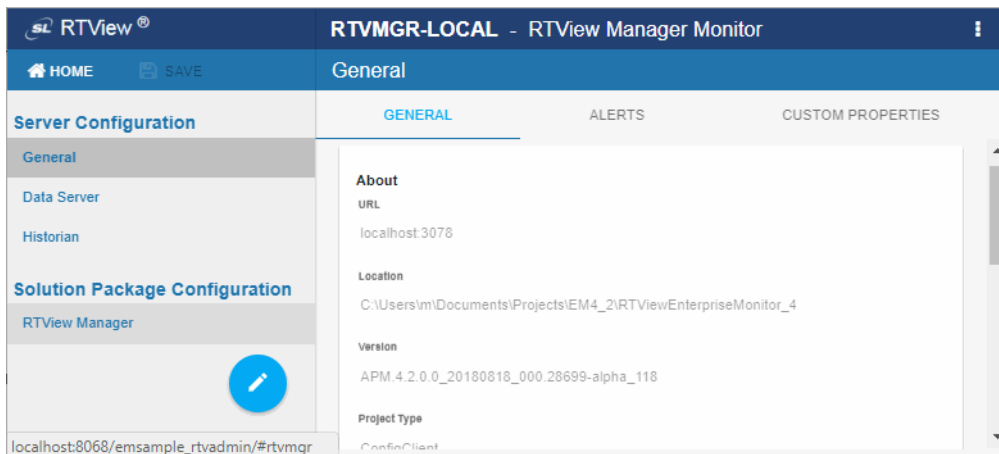 SL RTView ®
RTVMGR-LOCAL - RTView Manager Monitor
HOME SAVE
General
GENERAL ALERTS CUSTOM PROPERTIES
Server Configuration
General
Data Server
Historian
Solution Package Configuration
RTView Manager
About
URL
localhost:3078
Location
C:\Users\m\Documents\Projects\EM4_2\RTViewEnterpriseMonitor_4
Version
APM.4.2.0.0_20180818_000.28699-alpha_118
Project Type
ConfigClient
localhost:8068/emsample_rtvadmin/#rtvmgr